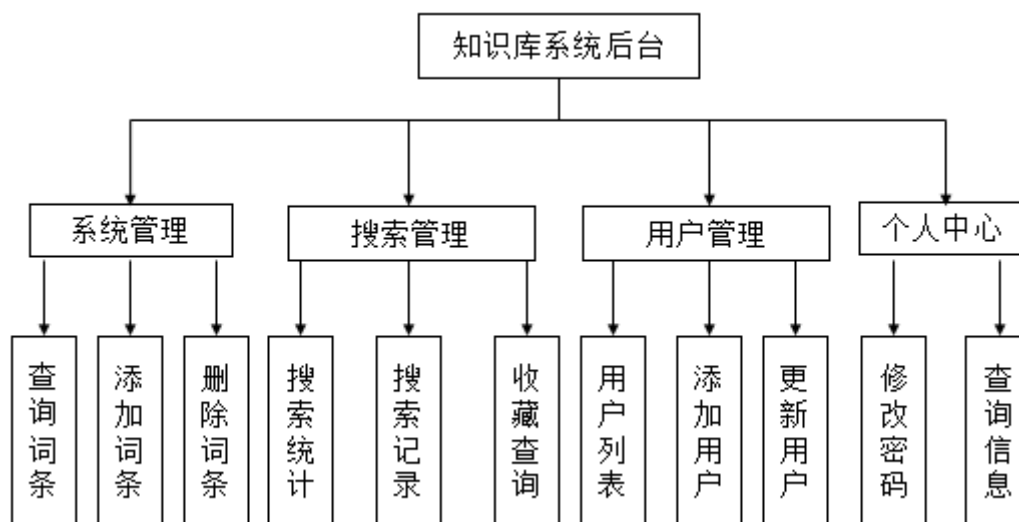 知识库系统后台
系统管理
搜索管理
用户管理
个人中心
查询词条
添加词条
删除词条
搜索统计
搜索记录
收藏查询
用户列表
添加用户
更新用户
修改密码
查询信息